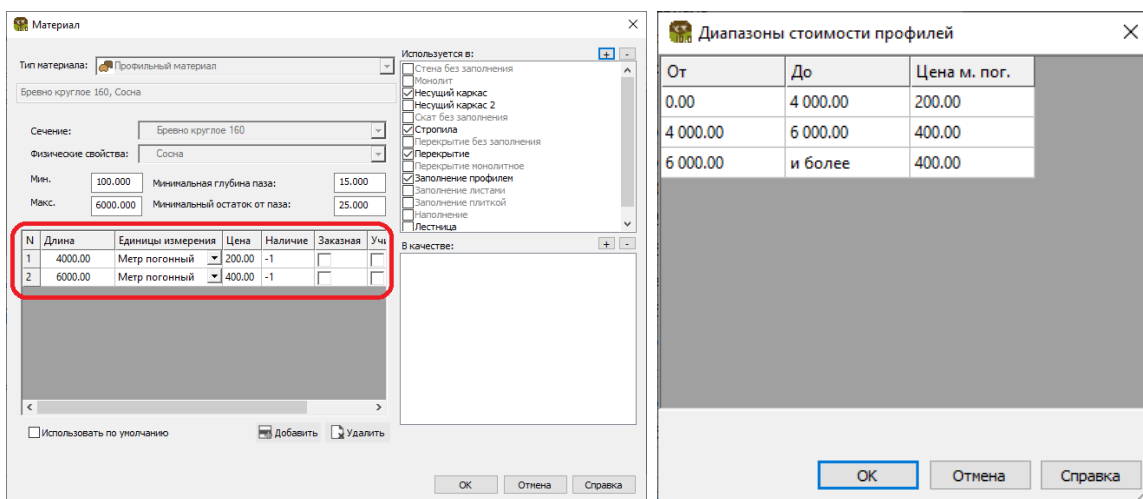 Материал
Тип материала: Профильный материал
Бревно круглое 160, Сосна
Сечение: Бревно круглое 160
Физические свойства: Сосна
Мин. 100.000 Минимальная глубина паза: 15.000
Макс. 6000.000 Минимальный остаток от паза: 25.000
N Длина Единицы измерения Цена Наличие Заказная Учи
1 4000.00 Метр погонный 200.00 -1
2 6000.00 Метр погонный 400.00 -1
Использовать по умолчанию Добавить Удалить
Используется в: + -
Стена без заполнения
Монолит
Несущий каркас
Несущий каркас 2
Скат без заполнения
Стропила
Перекрытие без заполнения
Перекрытие
Перекрытие монолитное
Заполнение профилем
Заполнение листами
Заполнение плиткой
Наполнение
Лестница
В качестве: + -
OK Отмена Справка
Диапазоны стоимости профилей
От До Цена м. пог.
0.00 4 000.00 200.00
4 000.00 6 000.00 400.00
6 000.00 и более 400.00
OK Отмена Справка